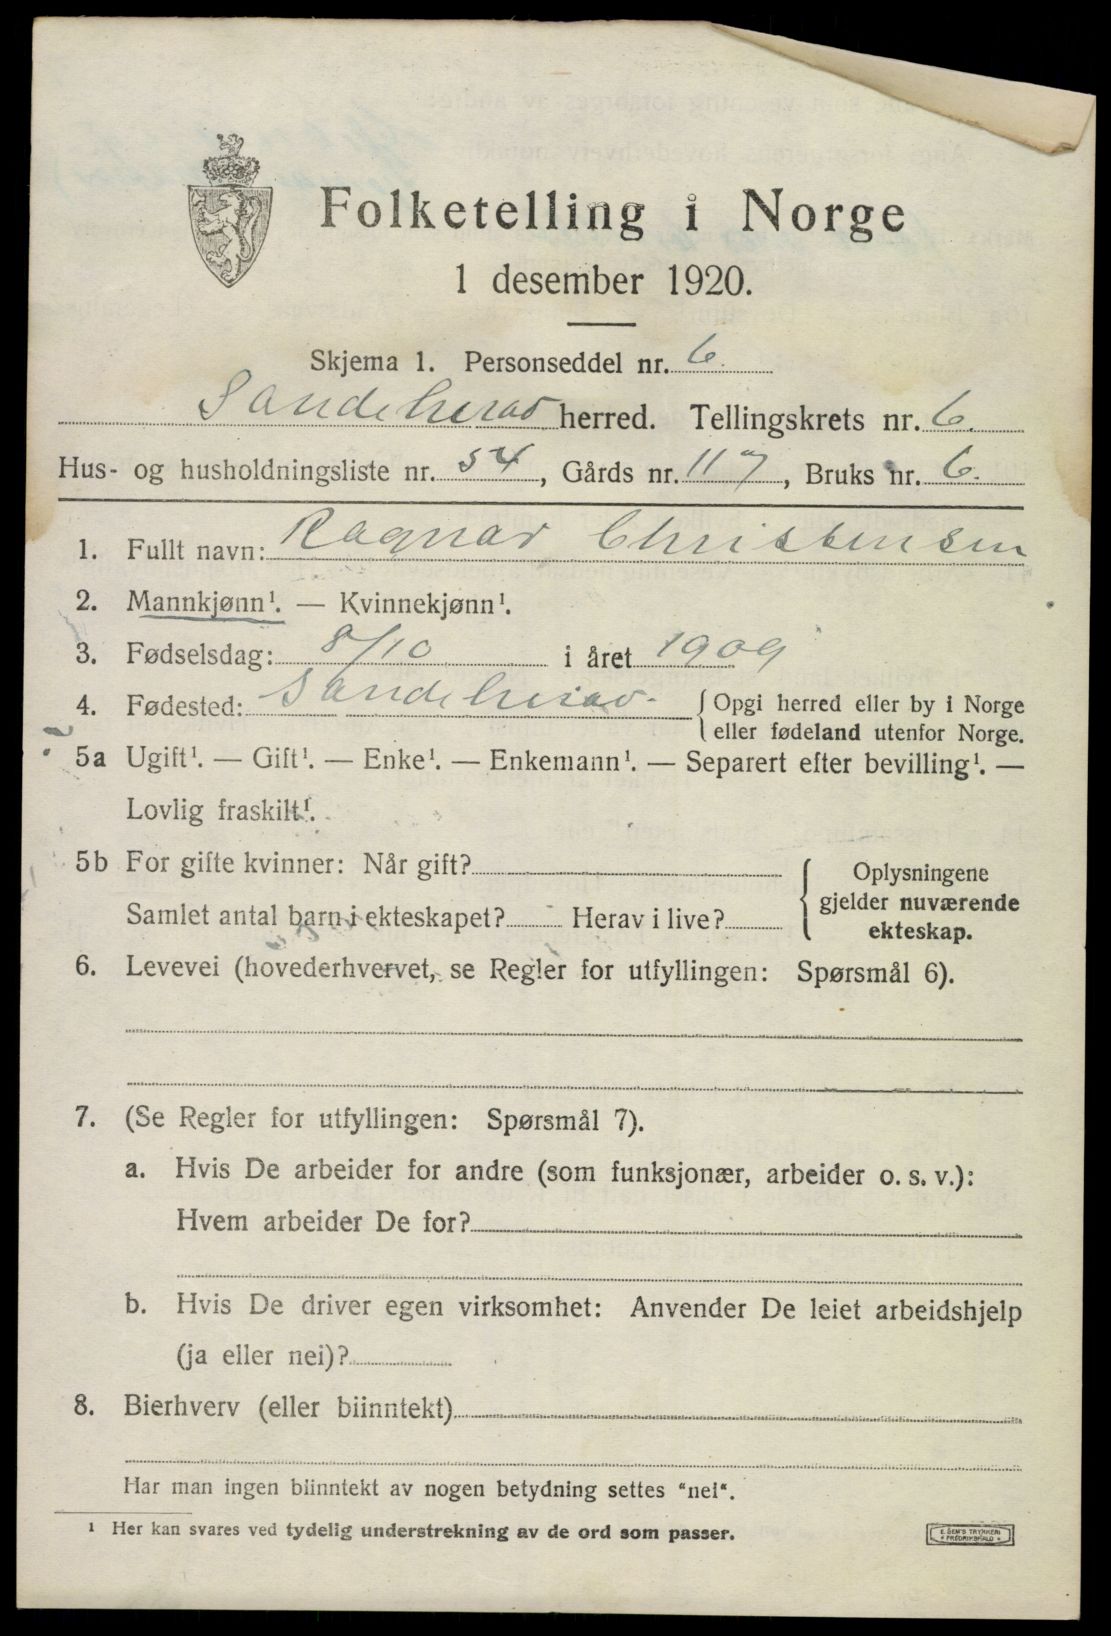 Folketelling i Norge
1 desember 1920.
Skjema 1. Personseddel nr. 6.
Sandeherad herred. Tellingskrets nr. 6.
Hus- og husholdningsliste nr. 54, Gårds nr. 117, Bruks nr. 6.
1. Fullt navn: Ragnar Christensen
2. Mannkjønn¹. — Kvinnekjønn¹.
3. Fødselsdag: 8/10 i året 1909
4. Fødested: Sandeherad. { Opgi herred eller by i Norge
eller fødeland utenfor Norge.
5a Ugift¹. — Gift¹. — Enke¹. — Enkemann¹. — Separert efter bevilling¹. —
Lovlig fraskilt¹.
5b For gifte kvinner: Når gift?
Samlet antal barn i ekteskapet? Herav i live?
{ Oplysningene
gjelder nuværende
ekteskap.
6. Levevei (hovederhvervet, se Regler for utfyllingen: Spørsmål 6).
7. (Se Regler for utfyllingen: Spørsmål 7).
a. Hvis De arbeider for andre (som funksjonær, arbeider o. s. v.):
Hvem arbeider De for?
b. Hvis De driver egen virksomhet: Anvender De leiet arbeidshjelp
(ja eller nei)?
8. Bierhverv (eller biinntekt)
Har man ingen biinntekt av nogen betydning settes "nei".
¹ Her kan svares ved tydelig understrekning av de ord som passer.
E. SEM'S TRYKKERI
FREDRIKSHALD